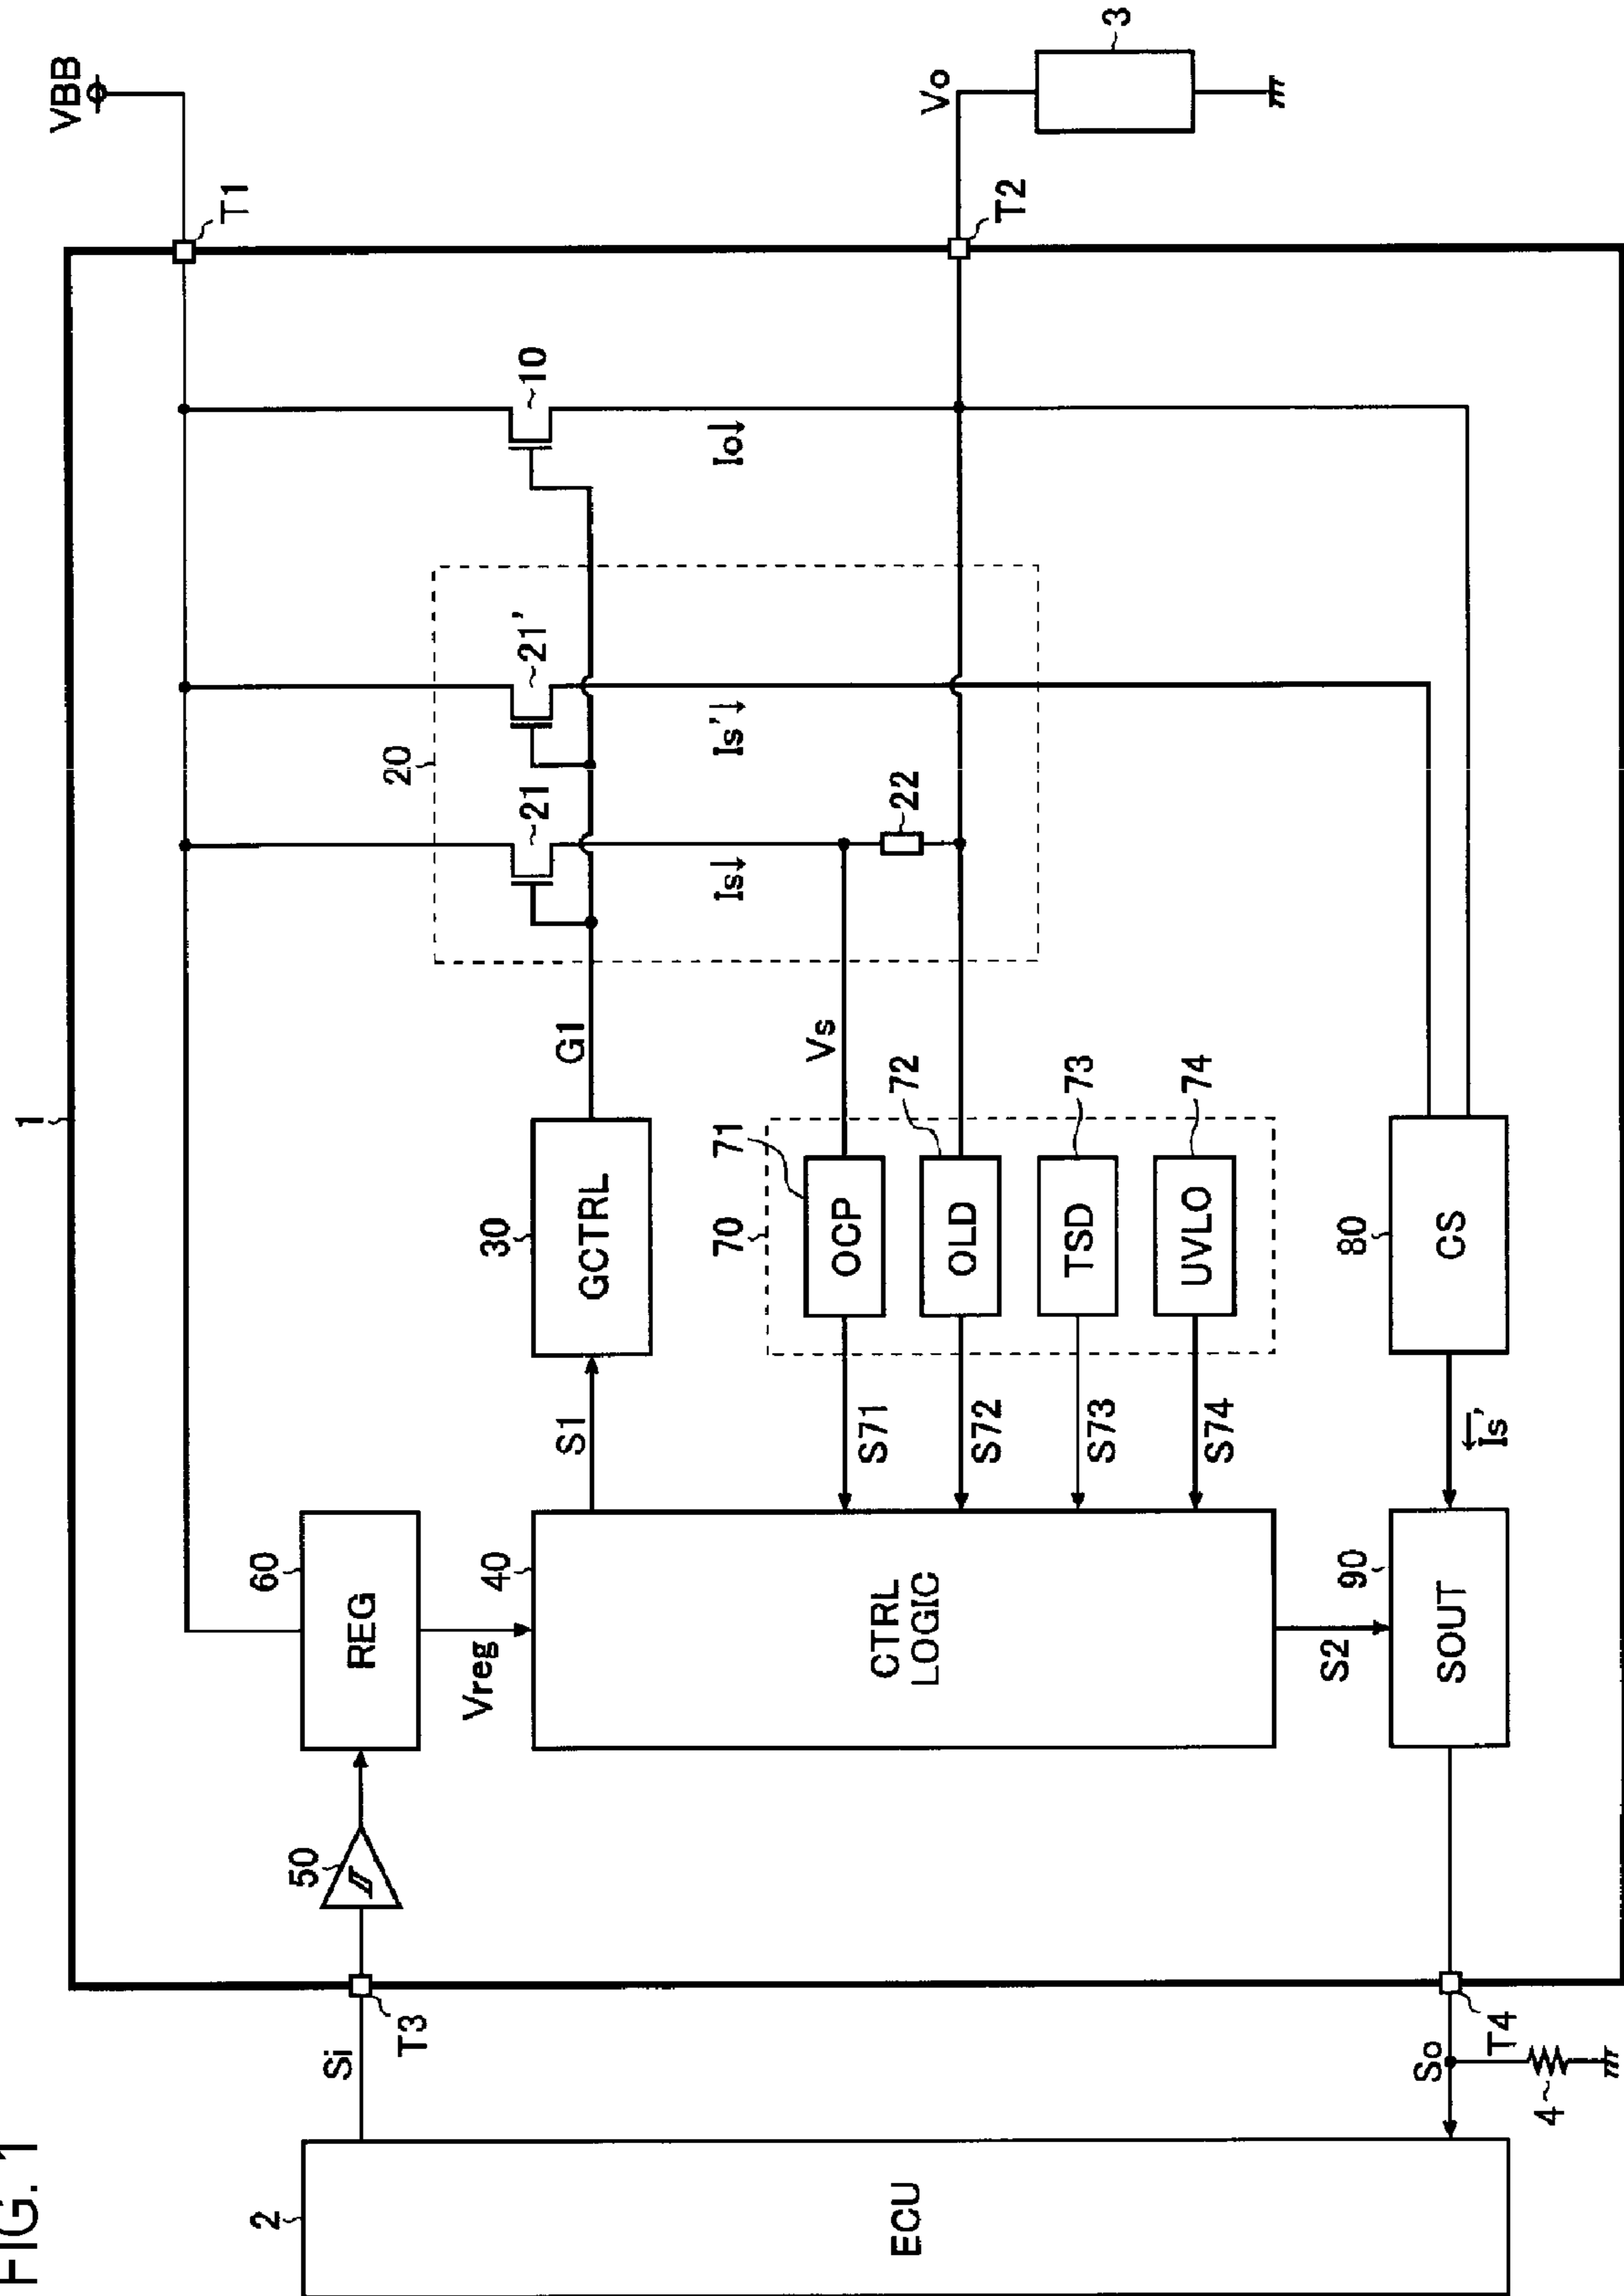 FIG. 1
1
VBB
T1
60
REG
50
Si
T3
2
ECU
40
CTRL
LOGIC
Vreg
S1
30
GCTRL
G1
20
21
21'
10
Is
Is'
Io
Vs
22
70
71
OCP
72
OLD
73
TSD
74
UVLO
S71
S72
S73
S74
T2
Vo
3
80
CS
Is'
S2
90
SOUT
So
T4
4